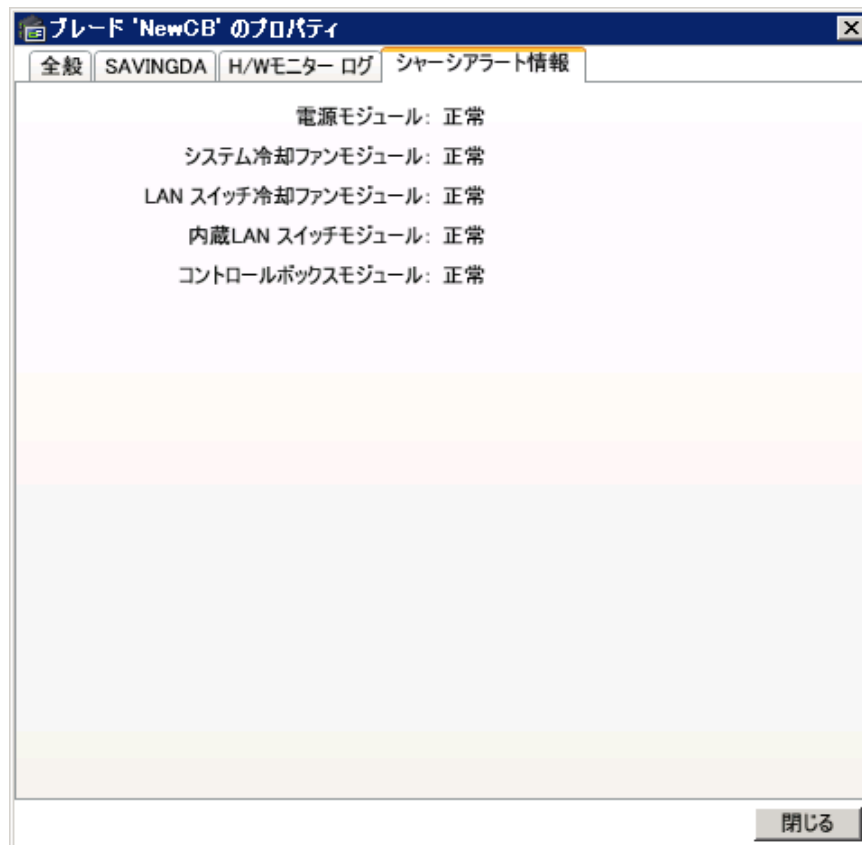 ブレード 'NewCB' のプロパティ
全般 SAVINGDA H/Wモニター ログ シャーシアラート情報
電源モジュール: 正常
システム冷却ファンモジュール: 正常
LAN スイッチ冷却ファンモジュール: 正常
内蔵LAN スイッチモジュール: 正常
コントロールボックスモジュール: 正常
閉じる